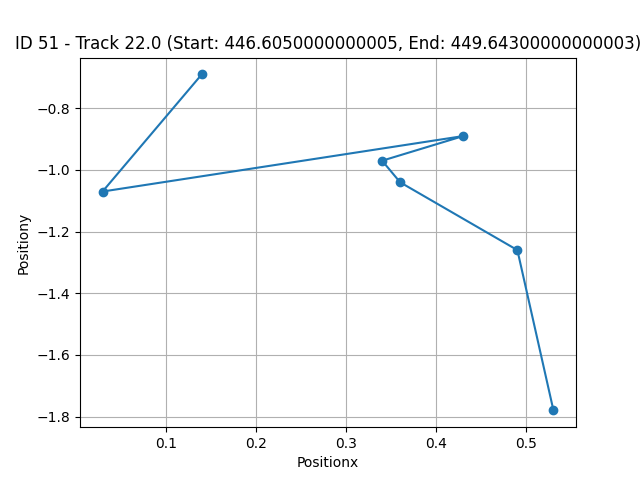 ID 51 - Track 22.0 (Start: 446.6050000000005, End: 449.64300000000003)
−0.8
−1.0
−1.2
−1.4
−1.6
−1.8
Positiony
0.1 0.2 0.3 0.4 0.5
Positionx